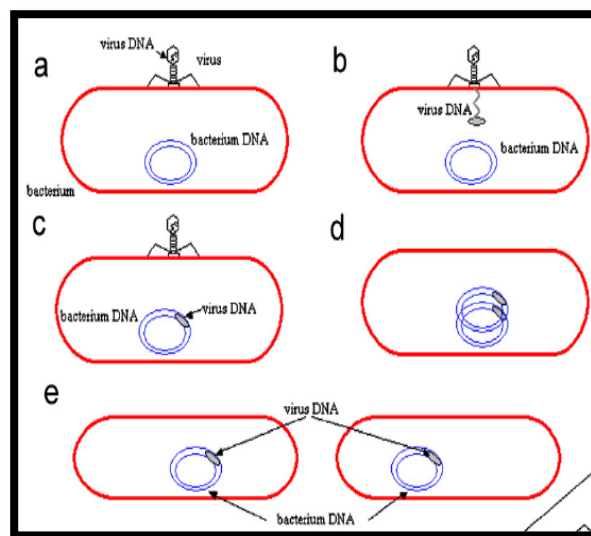 a
virus DNA
virus
bacterium DNA
bacterium
b
virus DNA
bacterium DNA
c
bacterium DNA
virus DNA
d
e
virus DNA
bacterium DNA